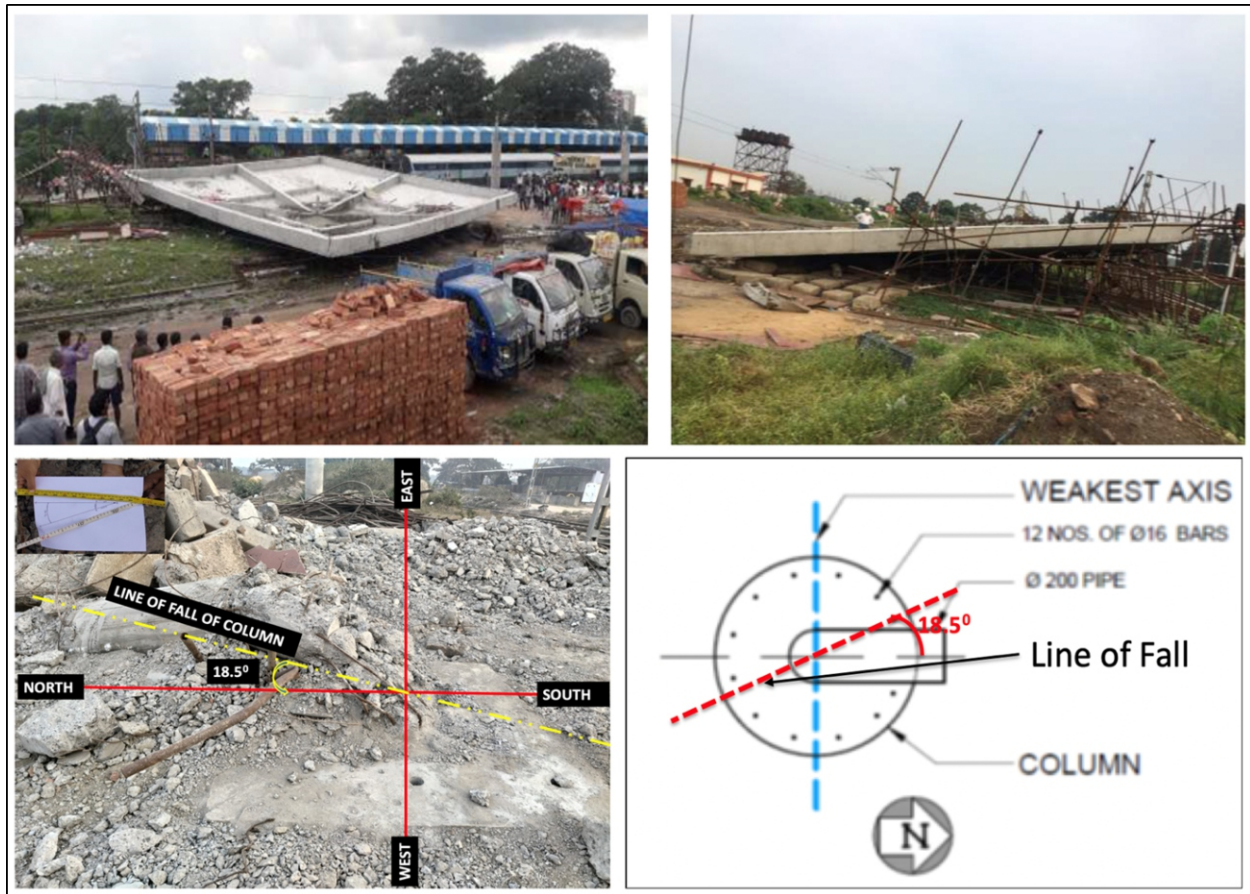 EAST
LINE OF FALL OF COLUMN
18.5⁰
NORTH
SOUTH
WEST
WEAKEST AXIS
12 NOS. OF Ø16 BARS
Ø 200 PIPE
18.5⁰
Line of Fall
COLUMN
N